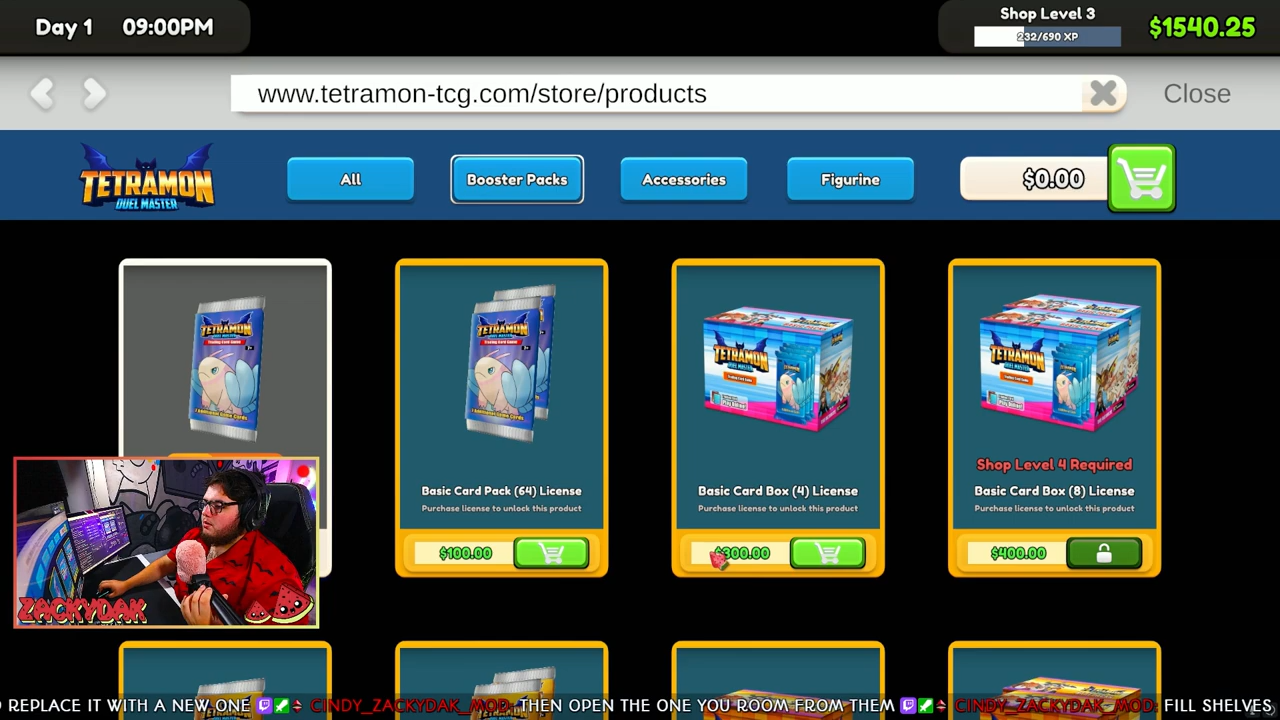 Day 1 09:00PM
Shop Level 3
232/690 XP
$1540.25
www.tetramon-tcg.com/store/products
Close
TETRAMON
DUEL MASTER
All
Booster Packs
Accessories
Figurine
$0.00
TETRAMON
TETRAMON
TETRAMON
TETRAMON
Shop Level 4 Required
Basic Card Pack (64) License
Purchase license to unlock this product
Basic Card Box (4) License
Purchase license to unlock this product
Basic Card Box (8) License
Purchase license to unlock this product
$100.00
$300.00
$400.00
ZACKYDAK
REPLACE IT WITH A NEW ONE CINDY_ZACKYDAK_MOD: THEN OPEN THE ONE YOU ROOM FROM THEM CINDY_ZACKYDAK_MOD: FILL SHELVES